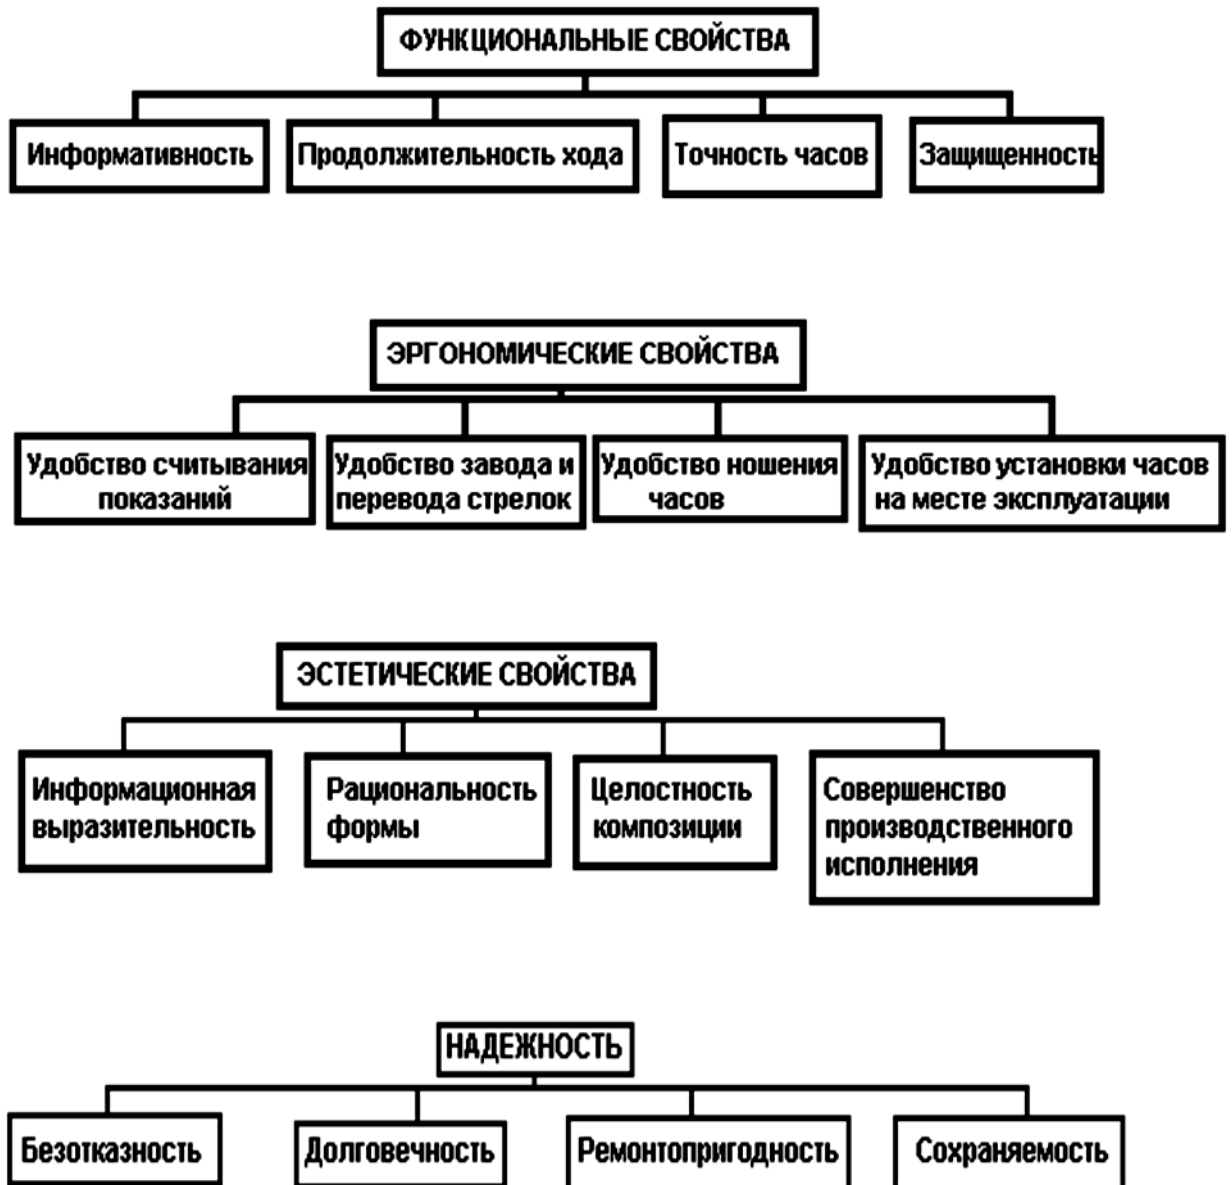 ФУНКЦИОНАЛЬНЫЕ СВОЙСТВА
Информативность
Продолжительность хода
Точность часов
Защищенность
ЭРГОНОМИЧЕСКИЕ СВОЙСТВА
Удобство считывания
показаний
Удобство завода и
перевода стрелок
Удобство ношения
часов
Удобство установки часов
на месте эксплуатации
ЭСТЕТИЧЕСКИЕ СВОЙСТВА
Информационная
выразительность
Рациональность
формы
Целостность
композиции
Совершенство
производственного
исполнения
НАДЕЖНОСТЬ
Безотказность
Долговечность
Ремонтопригодность
Сохраняемость